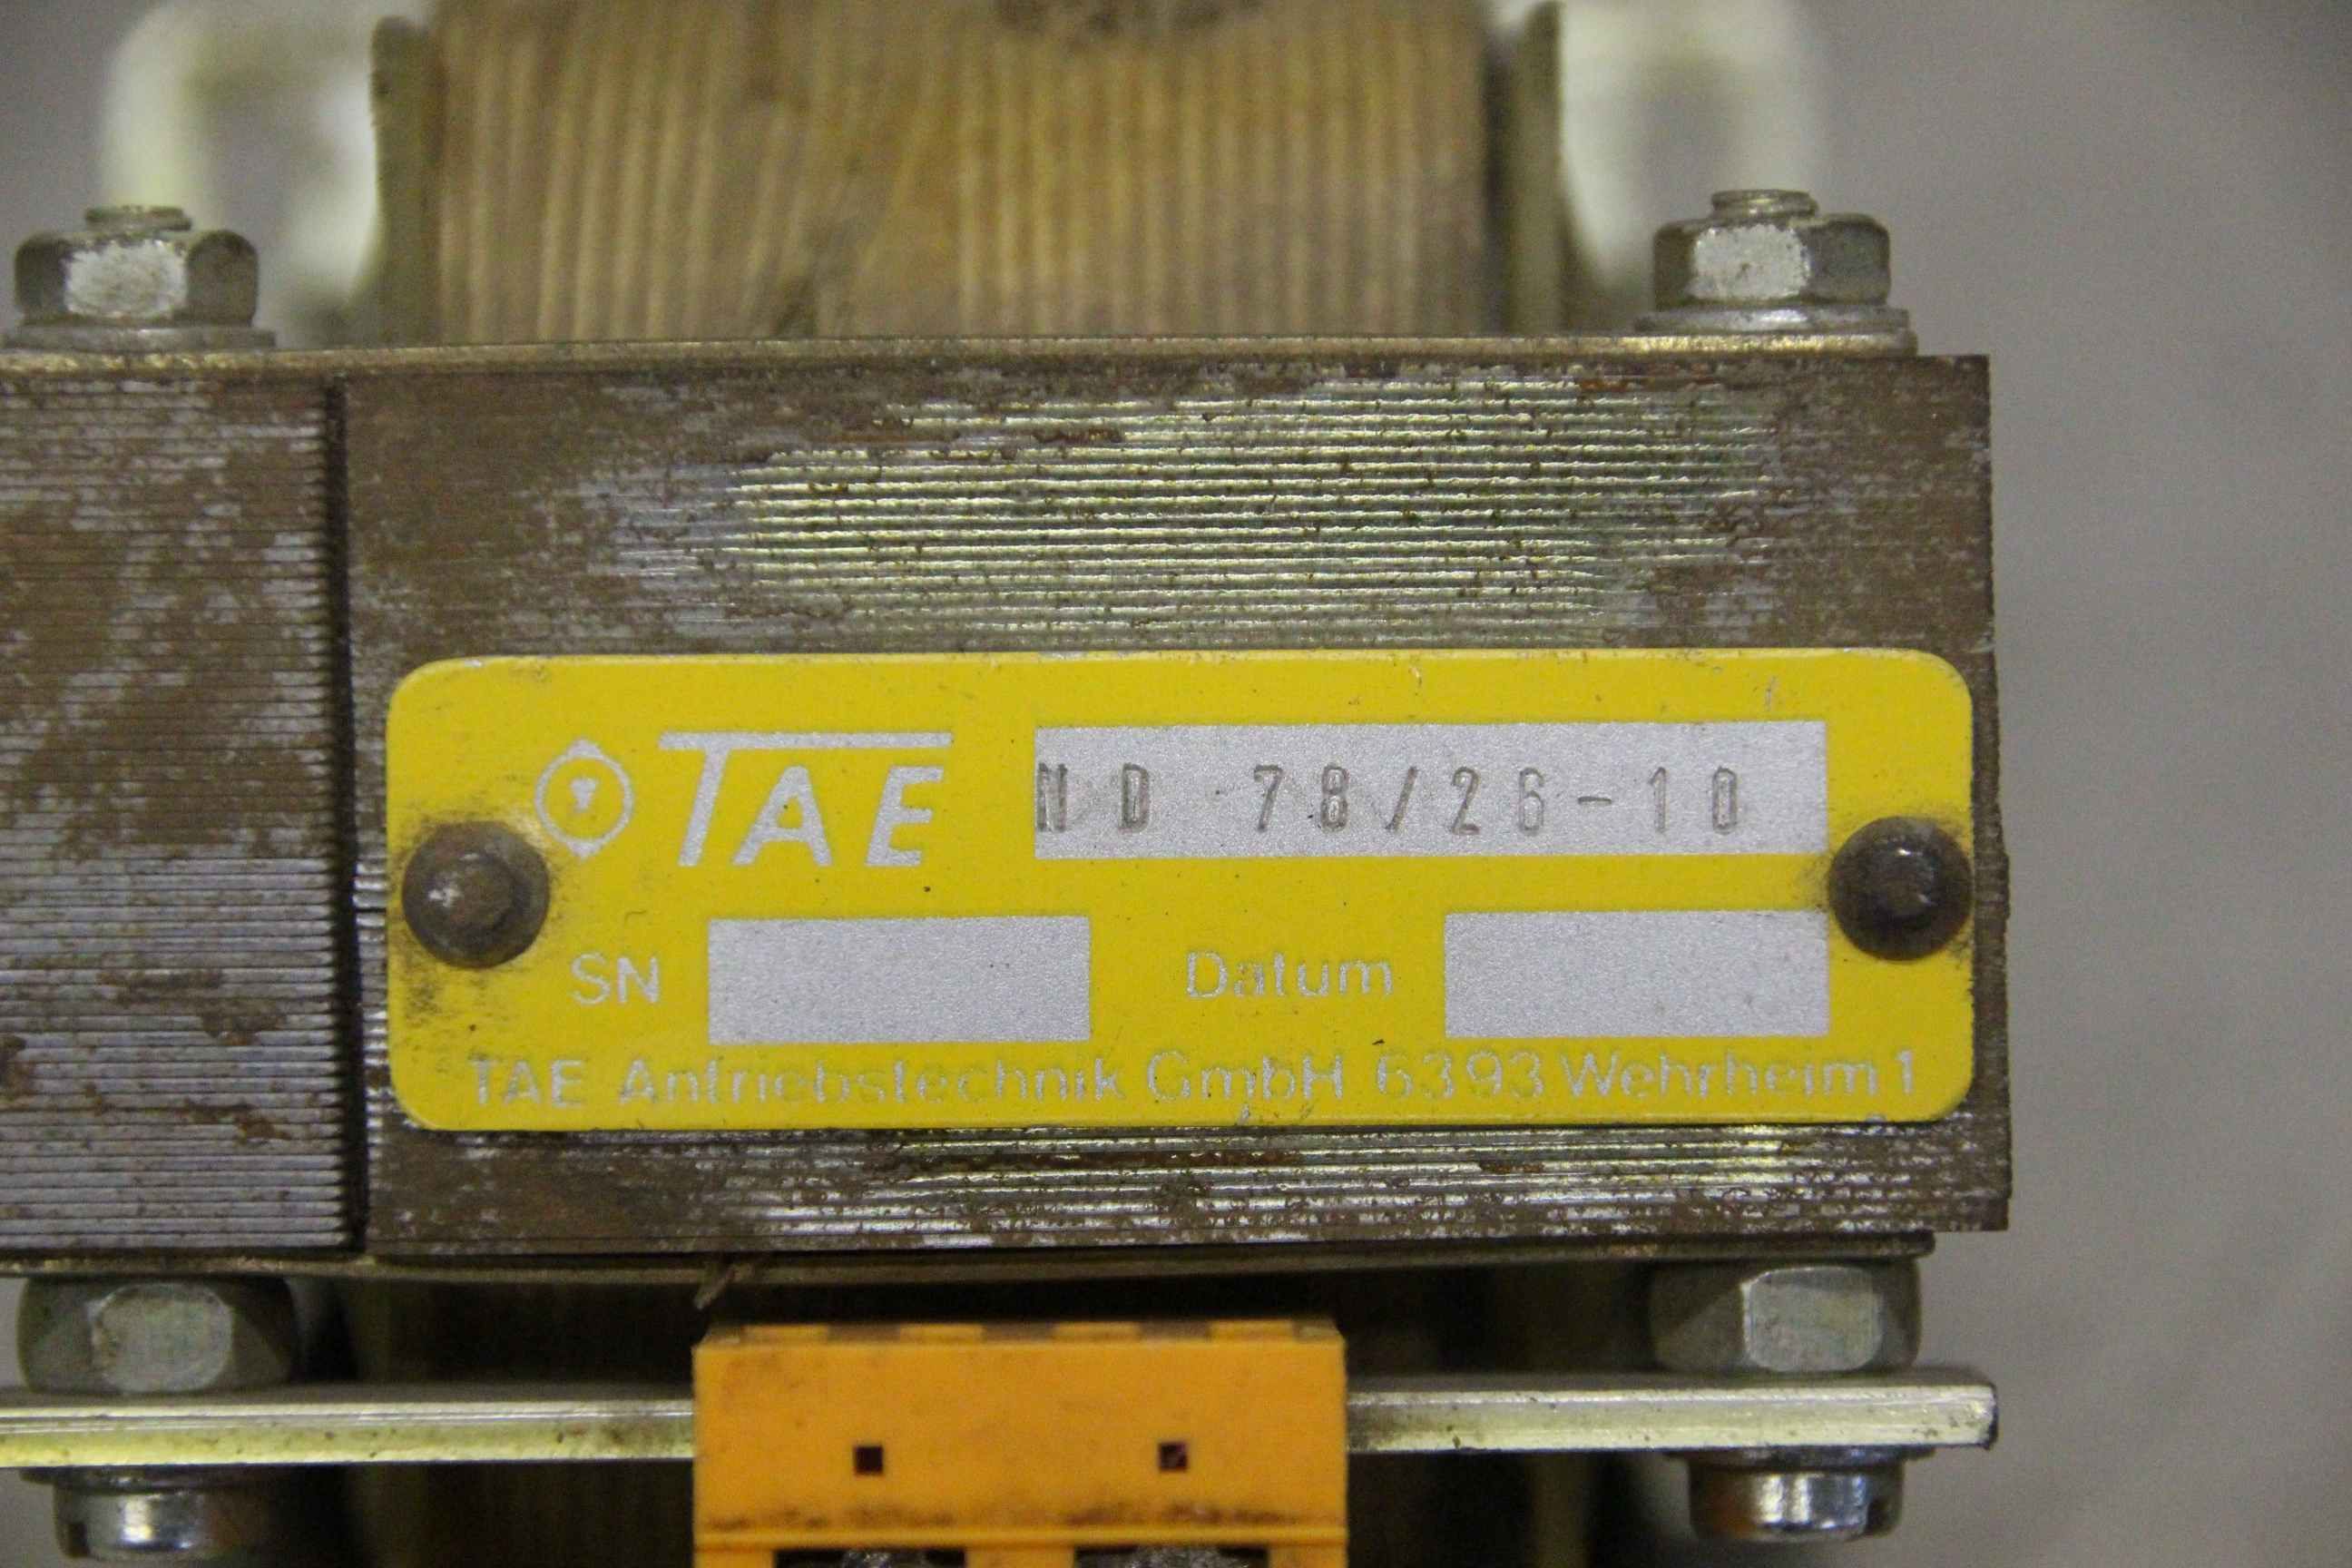 TAE ND 78/26-10
SN Datum
TAE Antriebstechnik GmbH 6393 Wehrheim 1